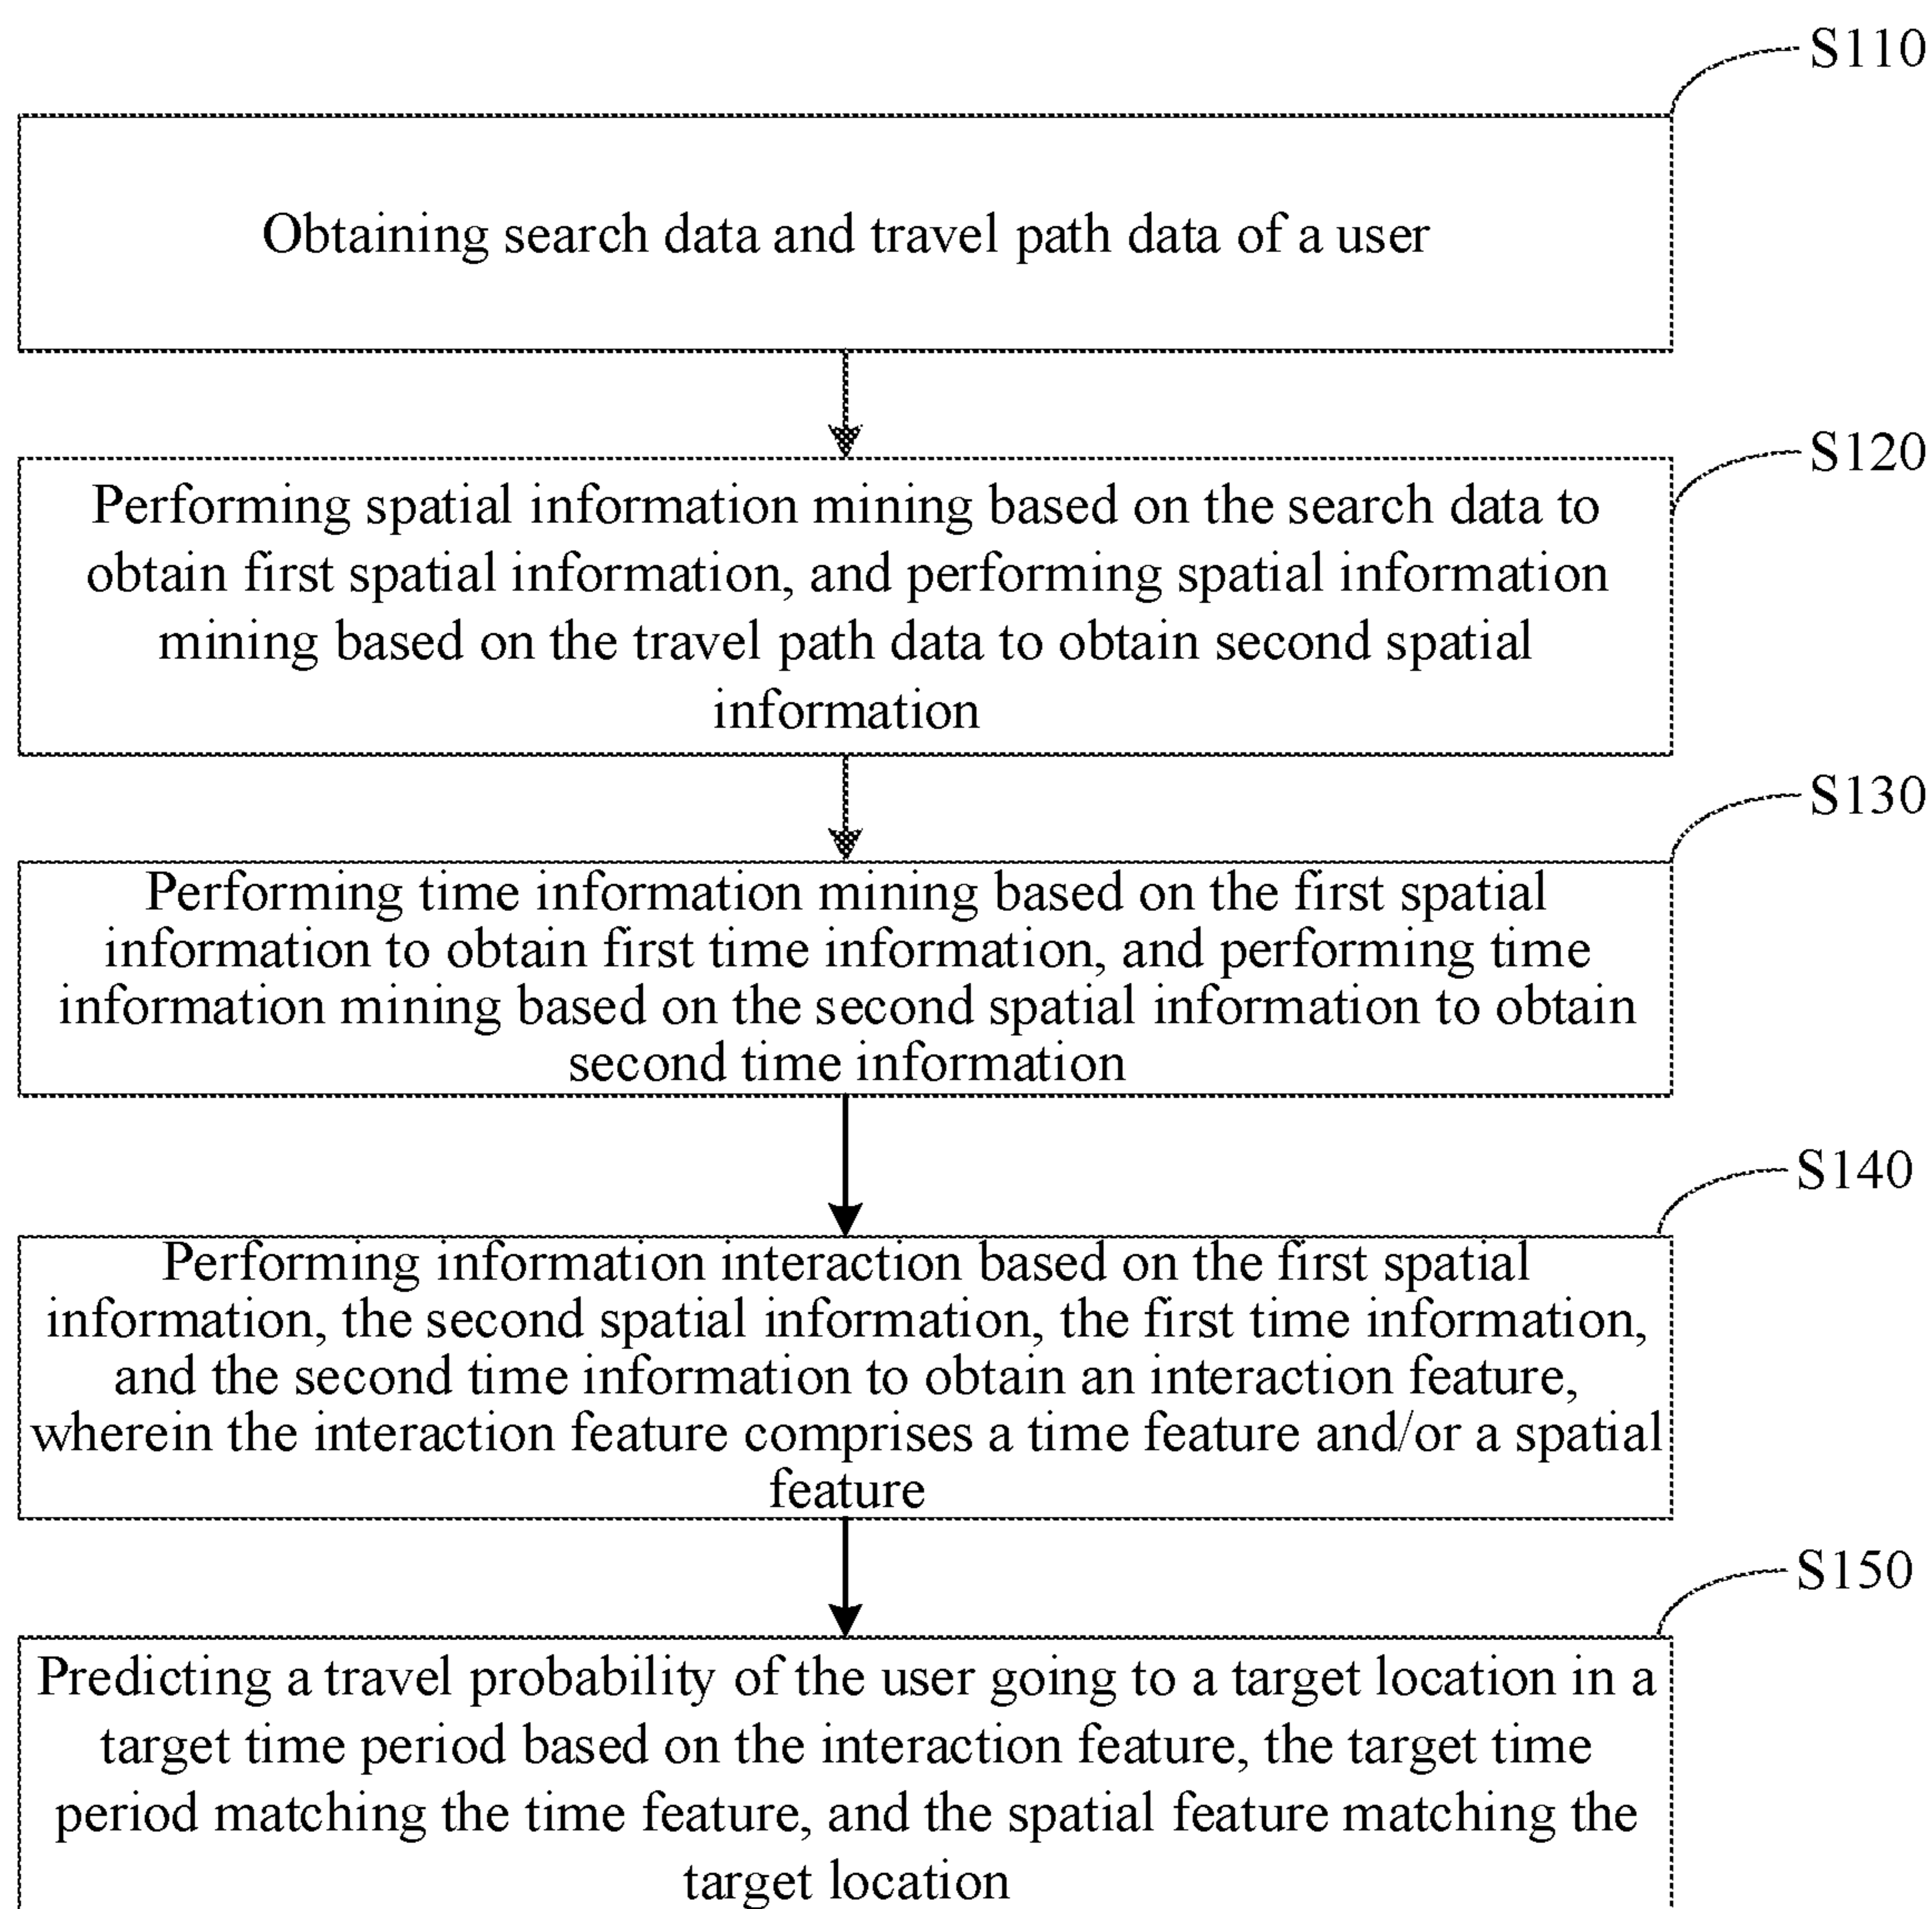 S110
Obtaining search data and travel path data of a user
S120
Performing spatial information mining based on the search data to
obtain first spatial information, and performing spatial information
mining based on the travel path data to obtain second spatial
information
S130
Performing time information mining based on the first spatial
information to obtain first time information, and performing time
information mining based on the second spatial information to obtain
second time information
S140
Performing information interaction based on the first spatial
information, the second spatial information, the first time information,
and the second time information to obtain an interaction feature,
wherein the interaction feature comprises a time feature and/or a spatial
feature
S150
Predicting a travel probability of the user going to a target location in a
target time period based on the interaction feature, the target time
period matching the time feature, and the spatial feature matching the
target location